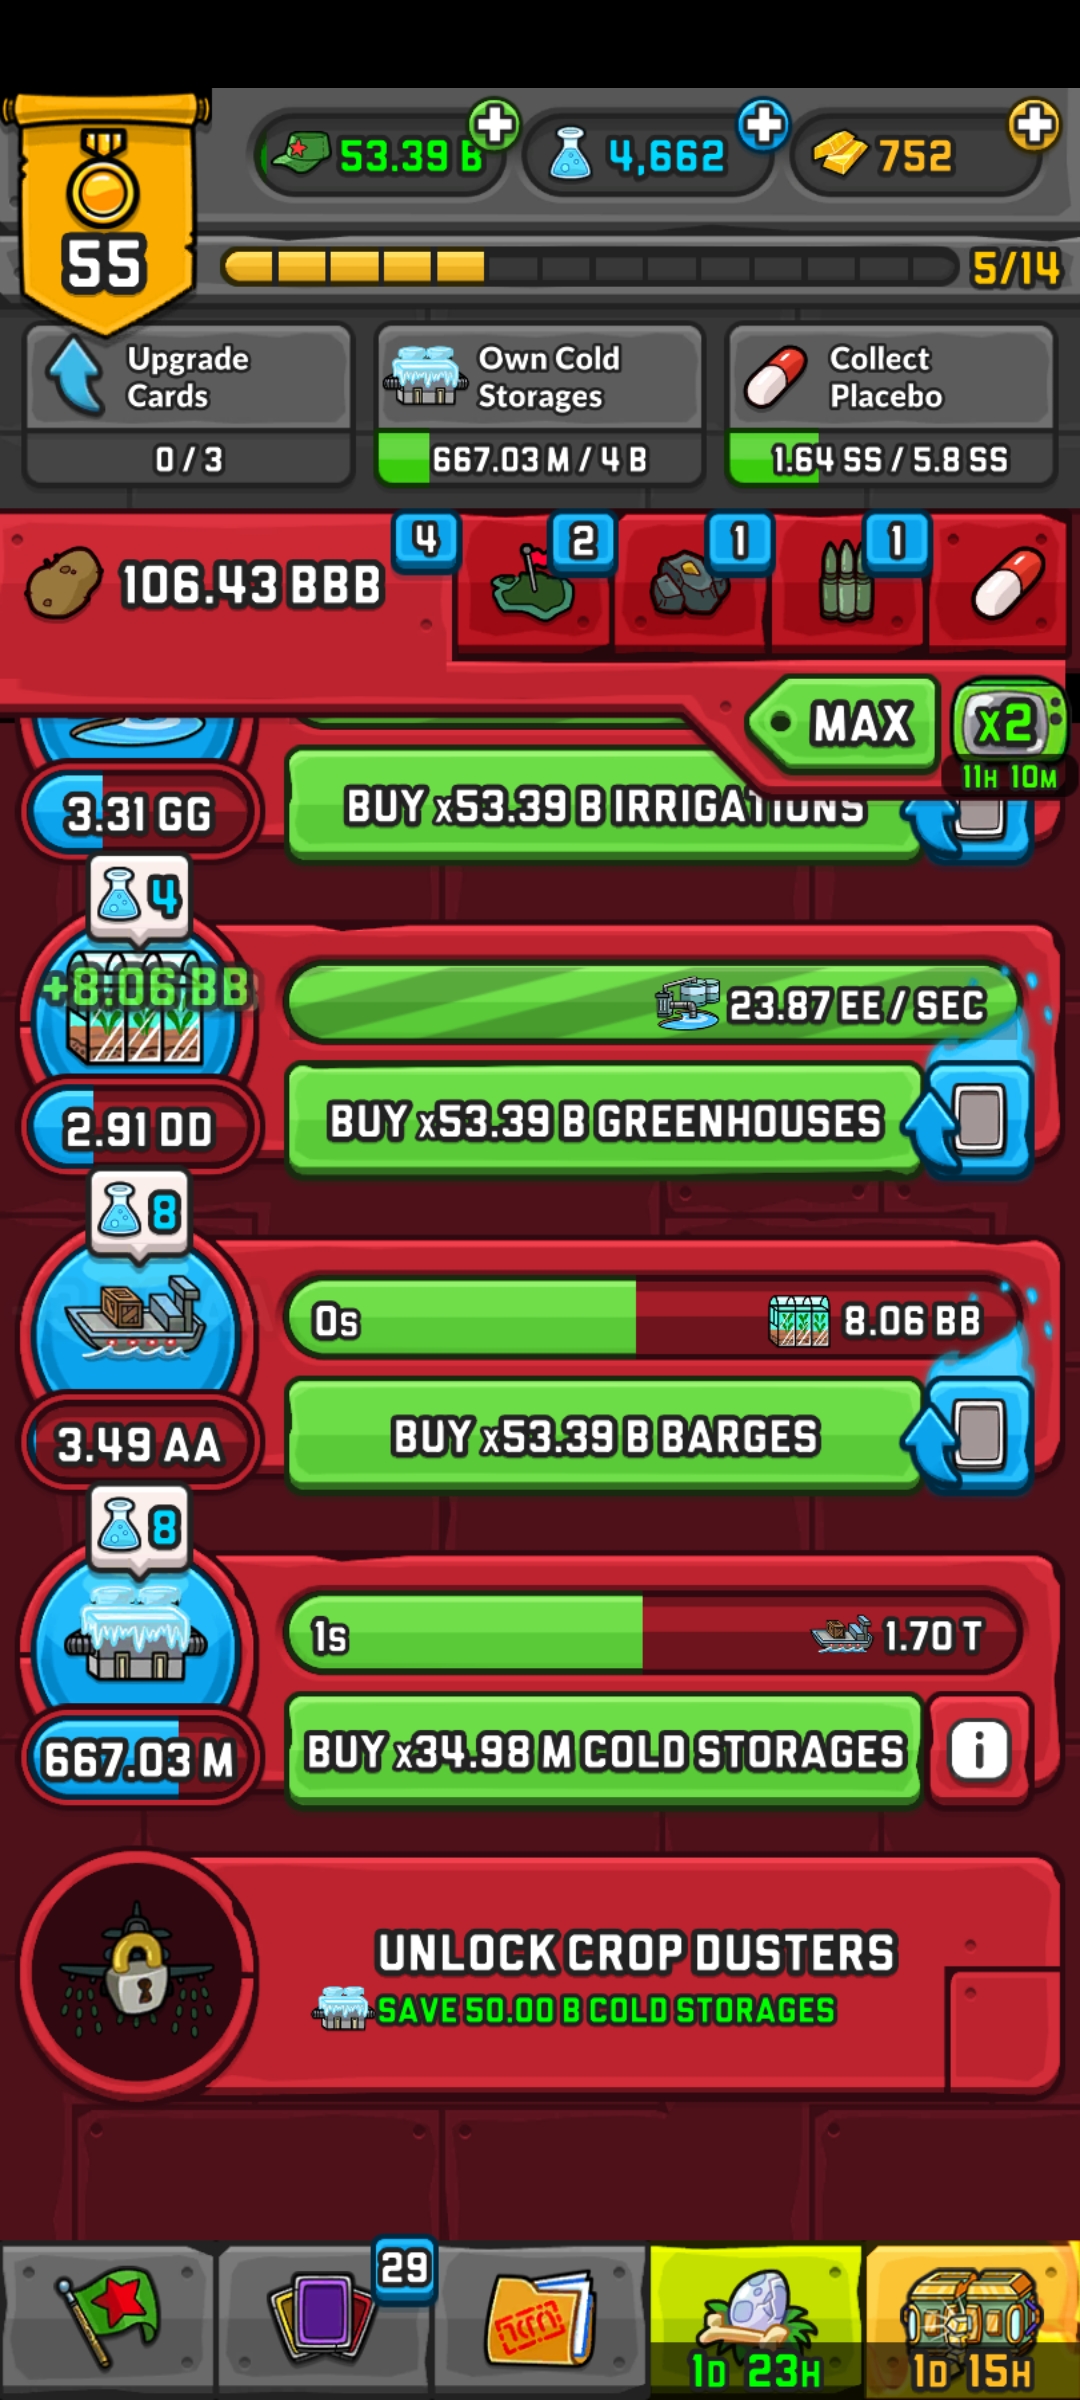 53.39 B
4,662
752
55
5/14
Upgrade
Cards
0 / 3
Own Cold
Storages
667.03 M / 4 B
Collect
Placebo
1.64 SS / 5.8 SS
106.43 BBB
4
2
1
1
MAX
x2
11H 10M
3.31 GG
BUY x53.39 B IRRIGATIONS
4
+8.06 BB
23.87 EE / SEC
2.91 DD
BUY x53.39 B GREENHOUSES
8
0s
8.06 BB
3.49 AA
BUY x53.39 B BARGES
8
1s
1.70 T
667.03 M
BUY x34.98 M COLD STORAGES
i
UNLOCK CROP DUSTERS
SAVE 50.00 B COLD STORAGES
29
1D 23H
1D 15H